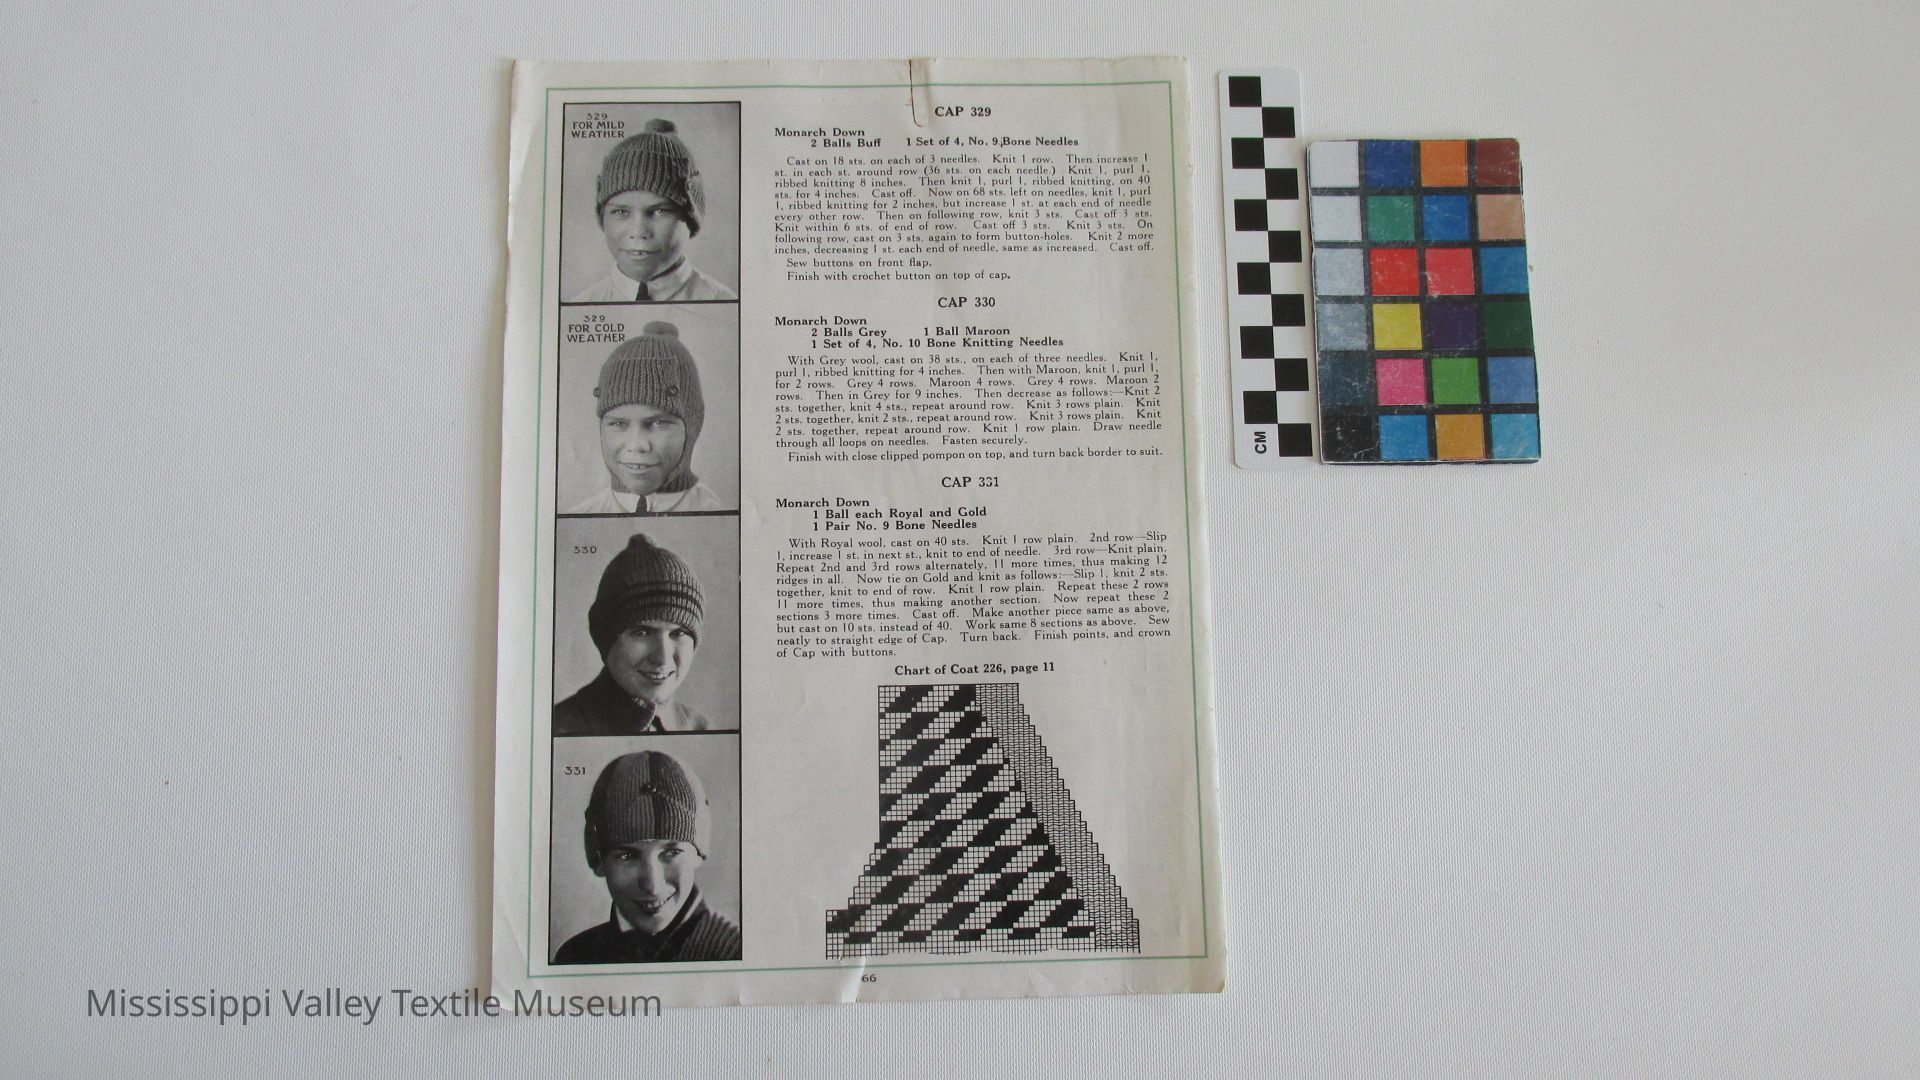 329
FOR MILD
WEATHER
329
FOR COLD
WEATHER
330
331
CAP 329
Monarch Down
2 Balls Buff 1 Set of 4, No. 9, Bone Needles
Cast on 18 sts. on each of 3 needles. Knit 1 row. Then increase 1
st. in each st. around row (36 sts. on each needle.) Knit 1, purl 1,
ribbed knitting 8 inches. Then knit 1, purl 1, ribbed knitting, on 40
sts. for 4 inches. Cast off. Now on 68 sts. left on needles, knit 1, purl
1, ribbed knitting for 2 inches, but increase 1 st. at each end of needle
every other row. Then on following row, knit 3 sts. Cast off 3 sts.
Knit within 6 sts. of end of row. Cast off 3 sts. Knit 3 sts. On
following row, cast on 3 sts. again to form button-holes. Knit 2 more
inches, decreasing 1 st. each end of needle, same as increased. Cast off.
Sew buttons on front flap.
Finish with crochet button on top of cap.
CAP 330
Monarch Down
2 Balls Grey 1 Ball Maroon
1 Set of 4, No. 10 Bone Knitting Needles
With Grey wool, cast on 38 sts., on each of three needles. Knit 1,
purl 1, ribbed knitting for 4 inches. Then with Maroon, knit 1, purl 1,
for 2 rows. Grey 4 rows. Maroon 4 rows. Grey 4 rows. Maroon 2
rows. Then in Grey for 9 inches. Then decrease as follows:—Knit 2
sts. together, knit 4 sts., repeat around row. Knit 3 rows plain. Knit
2 sts. together, knit 2 sts., repeat around row. Knit 3 rows plain. Knit
2 sts. together, repeat around row. Knit 1 row plain. Draw needle
through all loops on needles. Fasten securely.
Finish with close clipped pompon on top, and turn back border to suit.
CAP 331
Monarch Down
1 Ball each Royal and Gold
1 Pair No. 9 Bone Needles
With Royal wool, cast on 40 sts. Knit 1 row plain. 2nd row—Slip
1, increase 1 st. in next st., knit to end of needle. 3rd row—Knit plain.
Repeat 2nd and 3rd rows alternately, 11 more times, thus making 12
ridges in all. Now tie on Gold and knit as follows:—Slip 1, knit 2 sts.
together, knit to end of row. Knit 1 row plain. Repeat these 2 rows
11 more times, thus making another section. Now repeat these 2
sections 3 more times. Cast off. Make another piece same as above,
but cast on 10 sts. instead of 40. Work same 8 sections as above. Sew
neatly to straight edge of Cap. Turn back. Finish points, and crown
of Cap with buttons.
Chart of Coat 226, page 11
66
CM
Mississippi Valley Textile Museum